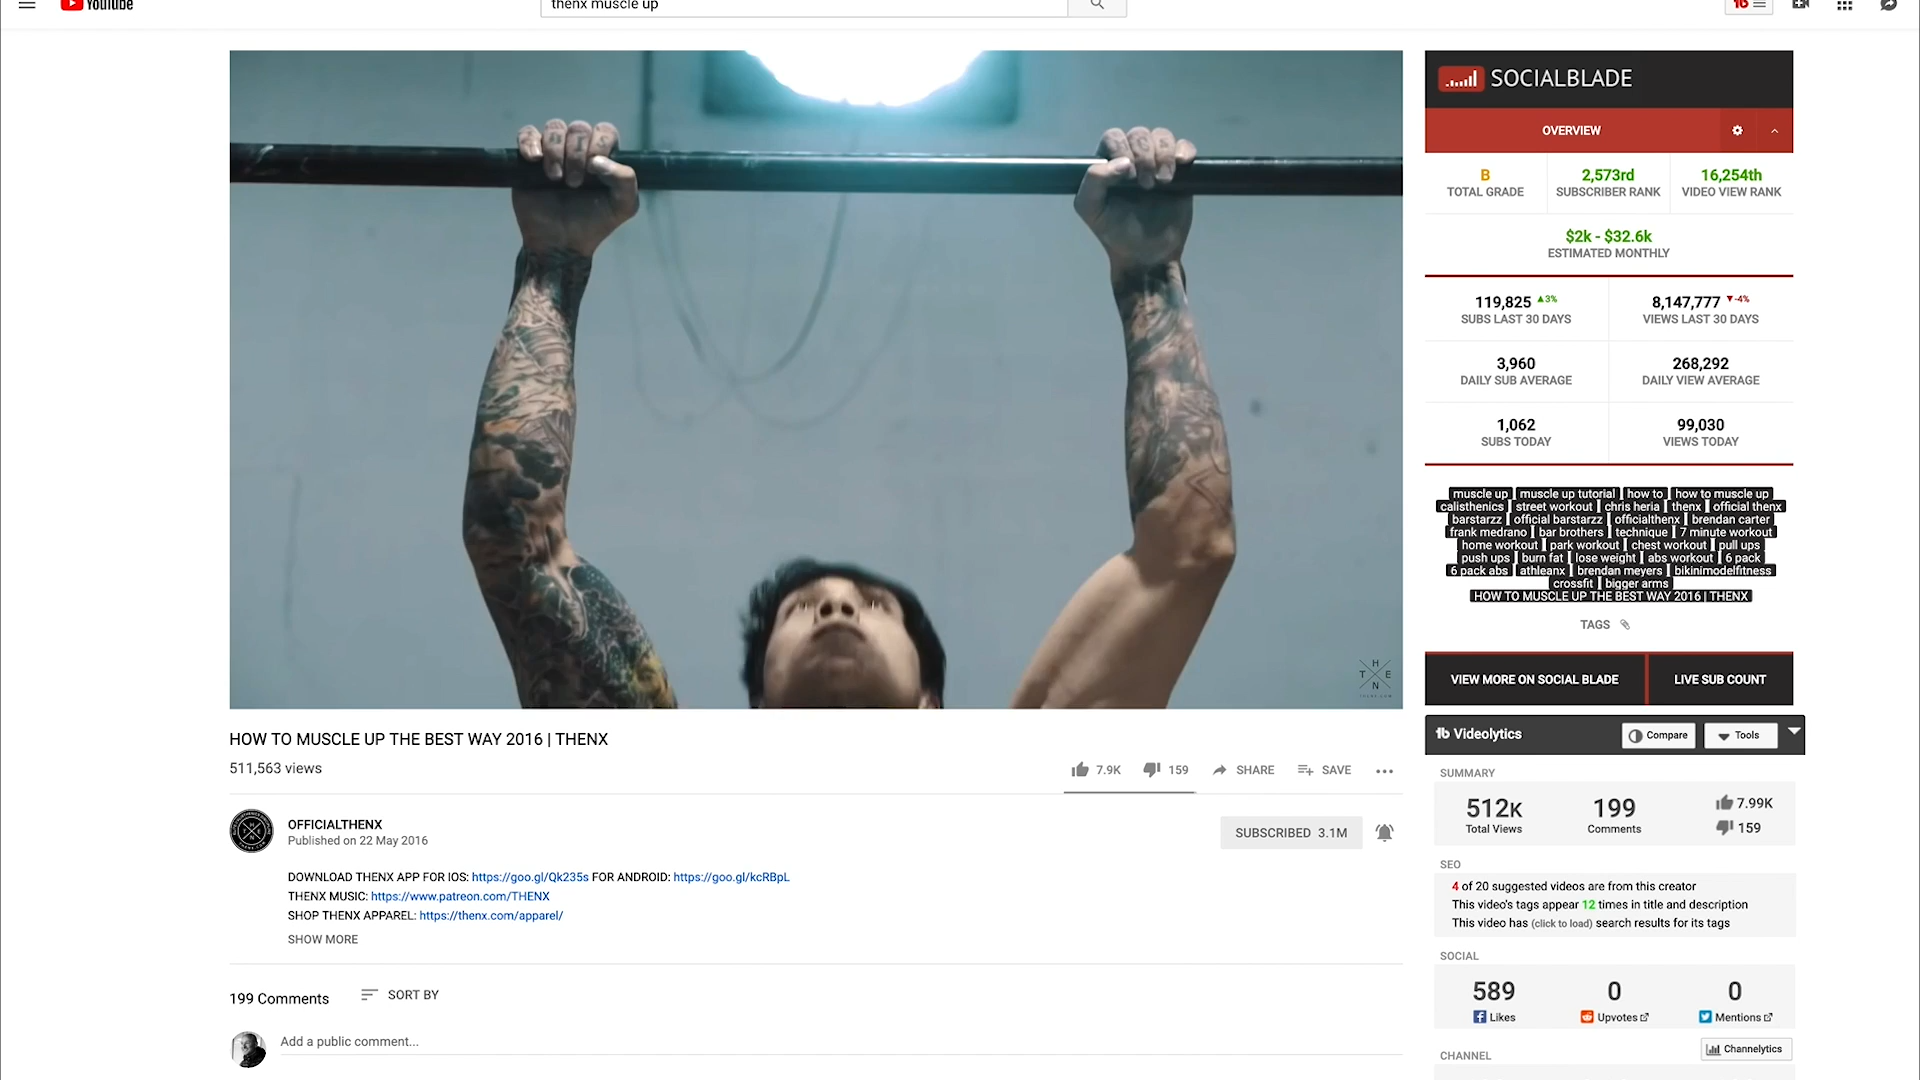 YouTube
thenx muscle up
SOCIALBLADE
OVERVIEW
B
TOTAL GRADE
2,573rd
SUBSCRIBER RANK
16,254th
VIDEO VIEW RANK
$2k - $32.6k
ESTIMATED MONTHLY
119,825 ▲3%
SUBS LAST 30 DAYS
8,147,777 ▼-4%
VIEWS LAST 30 DAYS
3,960
DAILY SUB AVERAGE
268,292
DAILY VIEW AVERAGE
1,062
SUBS TODAY
99,030
VIEWS TODAY
muscle up muscle up tutorial how to how to muscle up
calisthenics street workout chris heria thenx official thenx
barstarzz official barstarzz officialthenx brendan carter
frank medrano bar brothers technique 7 minute workout
home workout park workout chest workout pull ups
push ups burn fat lose weight abs workout 6 pack
6 pack abs athleanx brendan meyers bikinimodelfitness
crossfit bigger arms
HOW TO MUSCLE UP THE BEST WAY 2016 | THENX
TAGS
VIEW MORE ON SOCIAL BLADE
LIVE SUB COUNT
H
T E
N
HOW TO MUSCLE UP THE BEST WAY 2016 | THENX
511,563 views
7.9K 159 SHARE SAVE
OFFICIALTHENX
Published on 22 May 2016
SUBSCRIBED 3.1M
DOWNLOAD THENX APP FOR IOS: https://goo.gl/Qk235s FOR ANDROID: https://goo.gl/kcRBpL
THENX MUSIC: https://www.patreon.com/THENX
SHOP THENX APPAREL: https://thenx.com/apparel/
SHOW MORE
199 Comments
SORT BY
Add a public comment...
tb Videolytics
Compare
Tools
SUMMARY
512K
Total Views
199
Comments
7.99K
159
SEO
4 of 20 suggested videos are from this creator
This video's tags appear 12 times in title and description
This video has (click to load) search results for its tags
SOCIAL
589
Likes
0
Upvotes
0
Mentions
CHANNEL
Channelytics